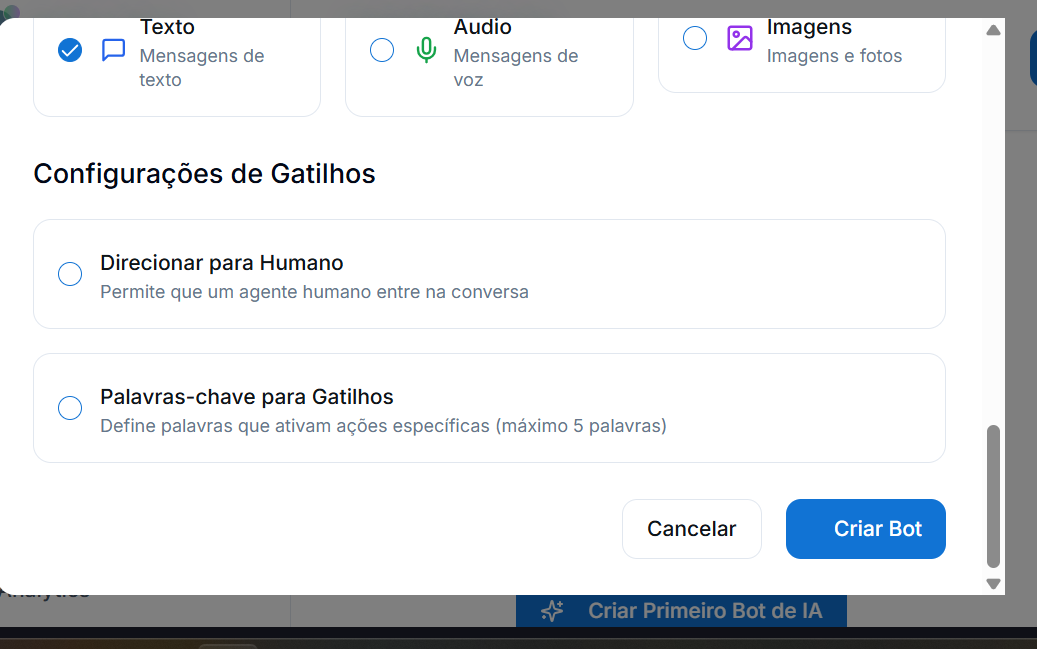 Texto
Mensagens de
texto
Audio
Mensagens de
voz
Imagens
Imagens e fotos
Configurações de Gatilhos
Direcionar para Humano
Permite que um agente humano entre na conversa
Palavras-chave para Gatilhos
Define palavras que ativam ações específicas (máximo 5 palavras)
Cancelar
Criar Bot
Criar Primeiro Bot de IA